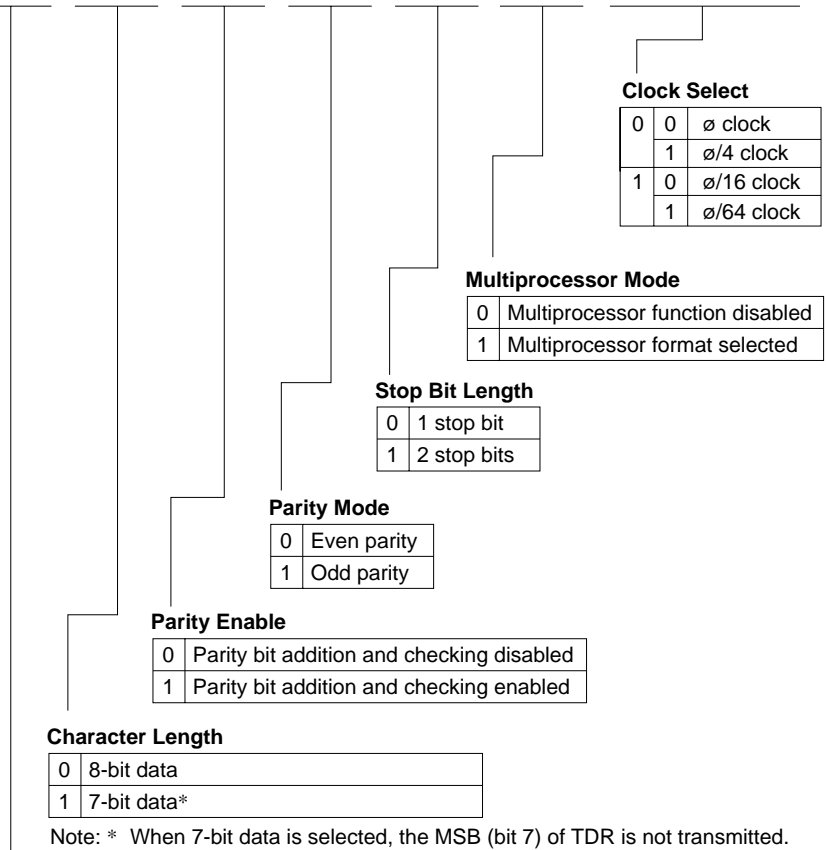 Clock Select
0 0 ø clock
1 ø/4 clock
1 0 ø/16 clock
1 ø/64 clock
Multiprocessor Mode
0 Multiprocessor function disabled
1 Multiprocessor format selected
Stop Bit Length
0 1 stop bit
1 2 stop bits
Parity Mode
0 Even parity
1 Odd parity
Parity Enable
0 Parity bit addition and checking disabled
1 Parity bit addition and checking enabled
Character Length
0 8-bit data
1 7-bit data*
Note: * When 7-bit data is selected, the MSB (bit 7) of TDR is not transmitted.